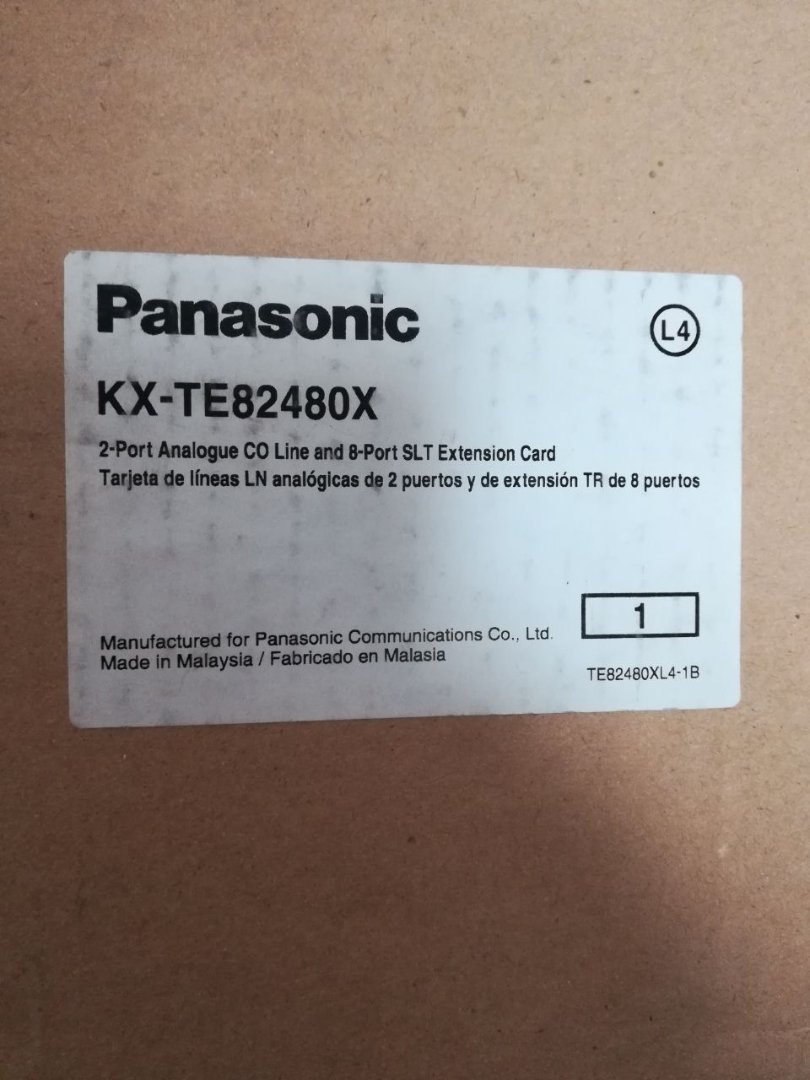 Panasonic
L4
KX-TE82480X
2-Port Analogue CO Line and 8-Port SLT Extension Card
Tarjeta de líneas LN analógicas de 2 puertos y de extensión TR de 8 puertos
1
Manufactured for Panasonic Communications Co., Ltd.
Made in Malaysia / Fabricado en Malasia
TE82480XL4-1B